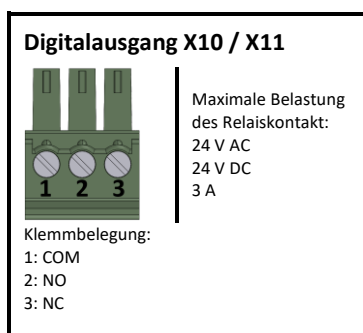 Digitalausgang X10 / X11
Maximale Belastung
des Relaiskontakt:
24 V AC
24 V DC
3 A
1 2 3
Klemmbelegung:
1: COM
2: NO
3: NC